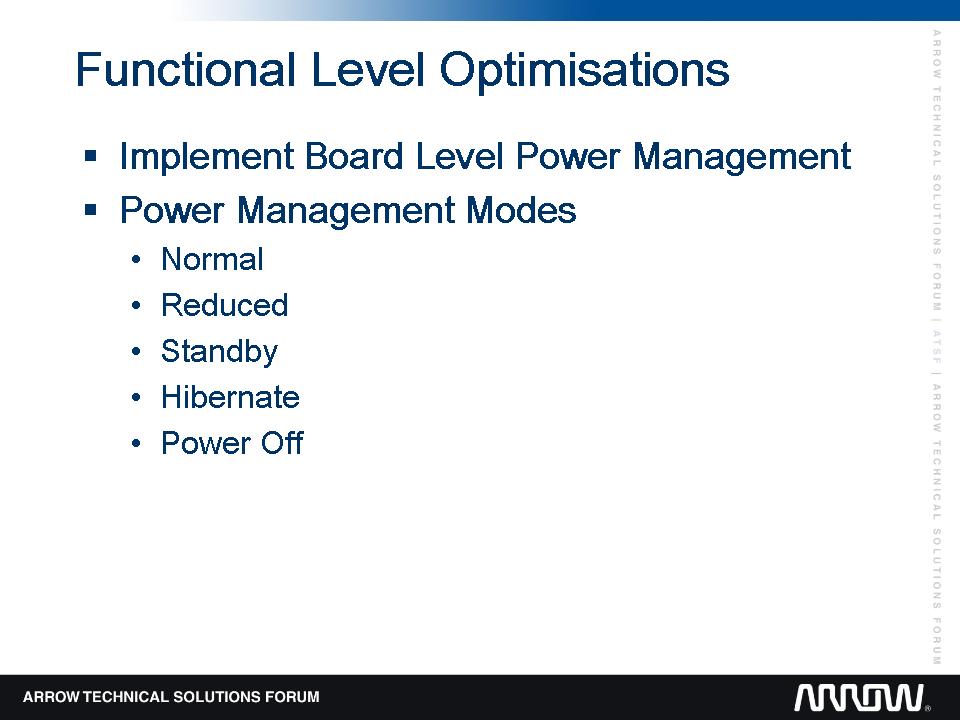 Functional Level Optimisations
▪ Implement Board Level Power Management
▪ Power Management Modes
• Normal
• Reduced
• Standby
• Hibernate
• Power Off
ARROW TECHNICAL SOLUTIONS FORUM | ATSF | ARROW TECHNICAL SOLUTIONS FORUM
ARROW TECHNICAL SOLUTIONS FORUM
ARROW®